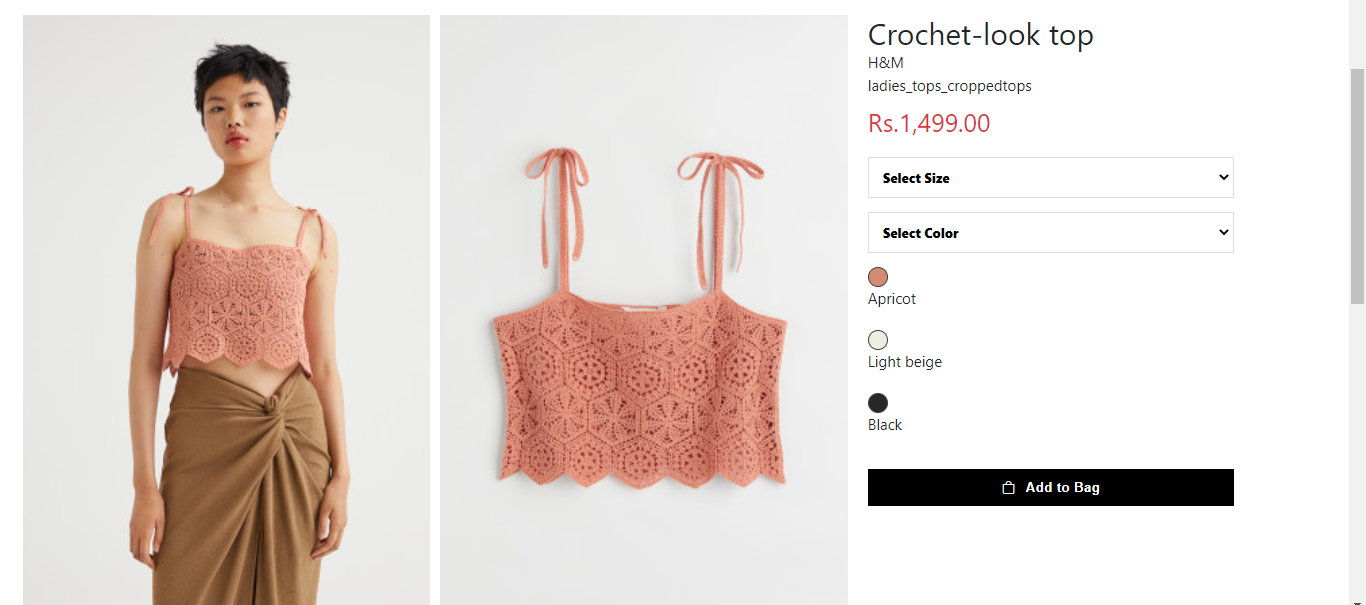 Crochet-look top
H&M
ladies_tops_croppedtops
Rs.1,499.00
Select Size
Select Color
Apricot
Light beige
Black
Add to Bag